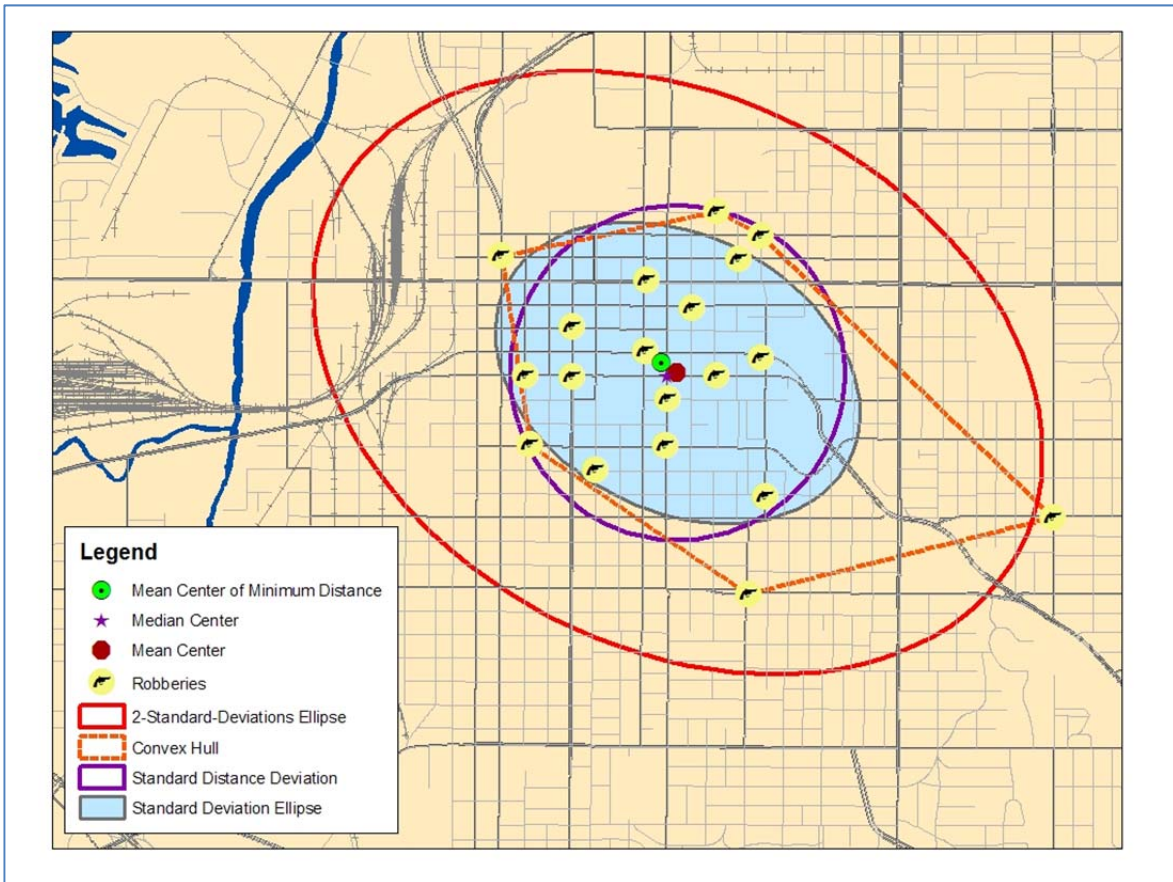 Legend
Mean Center of Minimum Distance
Median Center
Mean Center
Robberies
2-Standard-Deviations Ellipse
Convex Hull
Standard Distance Deviation
Standard Deviation Ellipse